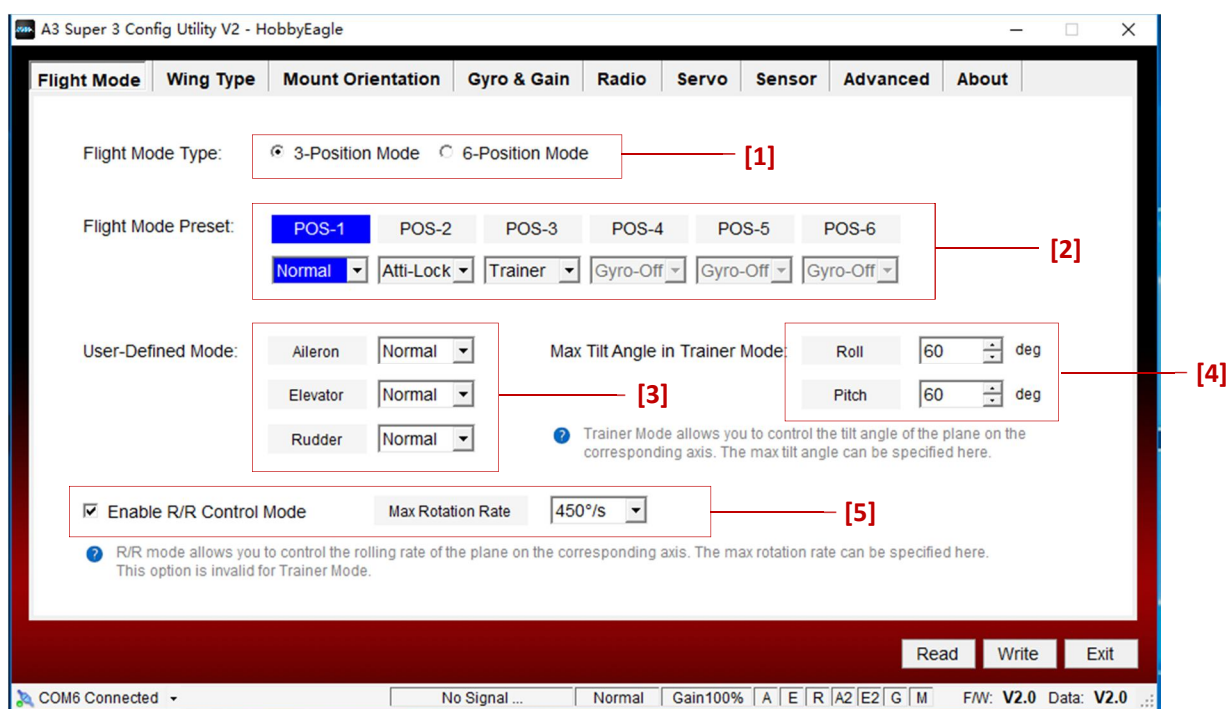 A3 Super 3 Config Utility V2 - HobbyEagle
Flight Mode Wing Type Mount Orientation Gyro & Gain Radio Servo Sensor Advanced About
Flight Mode Type: 3-Position Mode 6-Position Mode [1]
Flight Mode Preset: POS-1 POS-2 POS-3 POS-4 POS-5 POS-6
[2]
Normal Atti-Lock Trainer Gyro-Off Gyro-Off Gyro-Off
User-Defined Mode: Aileron Normal Max Tilt Angle in Trainer Mode: Roll 60 deg
[4]
Elevator Normal [3] Pitch 60 deg
Rudder Normal
Trainer Mode allows you to control the tilt angle of the plane on the
corresponding axis. The max tilt angle can be specified here.
Enable R/R Control Mode Max Rotation Rate 450°/s [5]
R/R mode allows you to control the rolling rate of the plane on the corresponding axis. The max rotation rate can be specified here.
This option is invalid for Trainer Mode.
Read Write Exit
COM6 Connected No Signal ... Normal Gain100% A E R A2 E2 G M F/W: V2.0 Data: V2.0